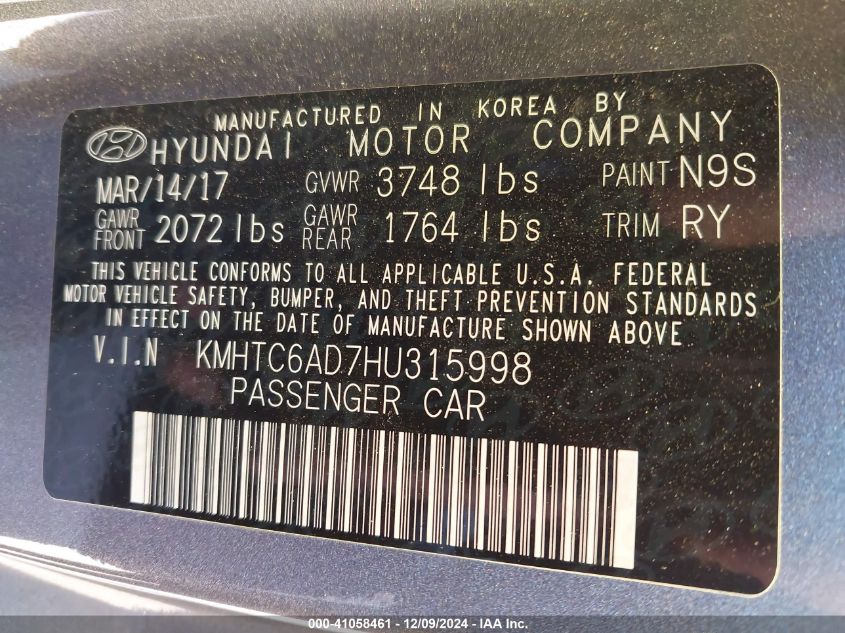 MANUFACTURED IN KOREA BY
HYUNDAI MOTOR COMPANY
MAR/14/17 GVWR 3748 lbs PAINT N9S
GAWR FRONT 2072 lbs GAWR REAR 1764 lbs TRIM RY
THIS VEHICLE CONFORMS TO ALL APPLICABLE U.S.A. FEDERAL
MOTOR VEHICLE SAFETY, BUMPER, AND THEFT PREVENTION STANDARDS
IN EFFECT ON THE DATE OF MANUFACTURE SHOWN ABOVE
V.I.N KMHTC6AD7HU315998
PASSENGER CAR
000-41058461 - 12/09/2024 - IAA Inc.